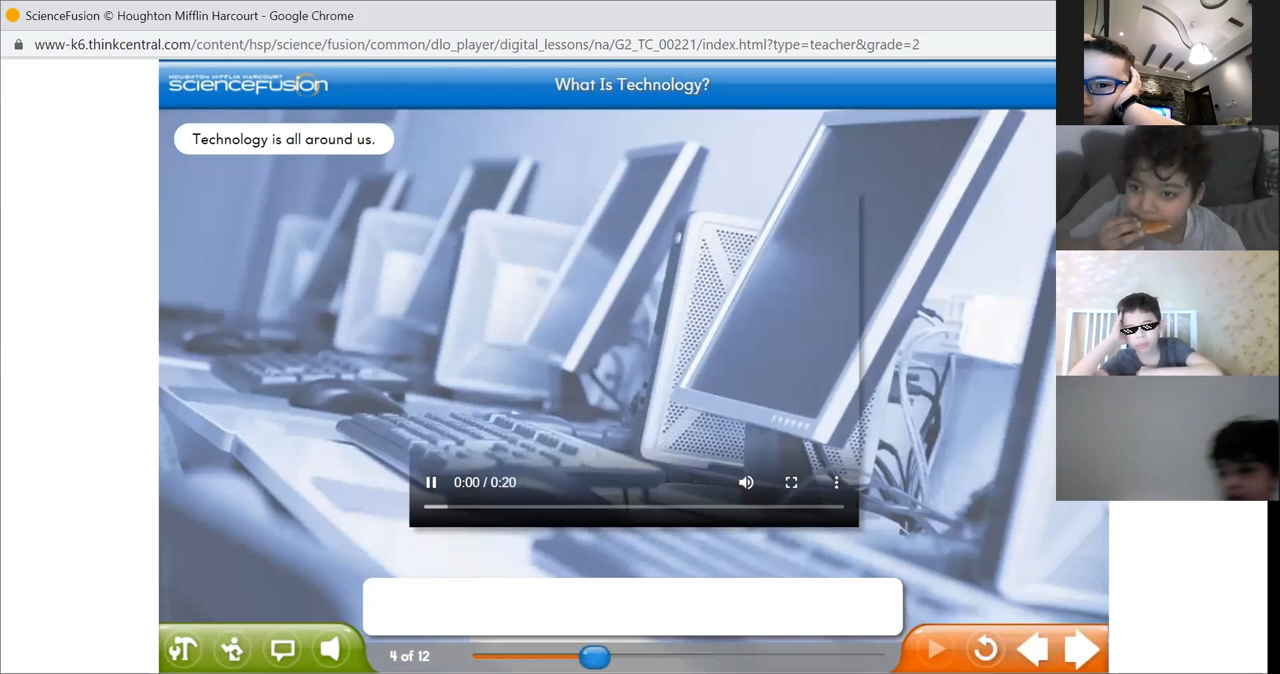 ScienceFusion © Houghton Mifflin Harcourt - Google Chrome
www-k6.thinkcentral.com/content/hsp/science/fusion/common/dlo_player/digital_lessons/na/G2_TC_00221/index.html?type=teacher&grade=2
HOUGHTON MIFFLIN HARCOURT
scienceFusion
What Is Technology?
Technology is all around us.
0:00 / 0:20
4 of 12